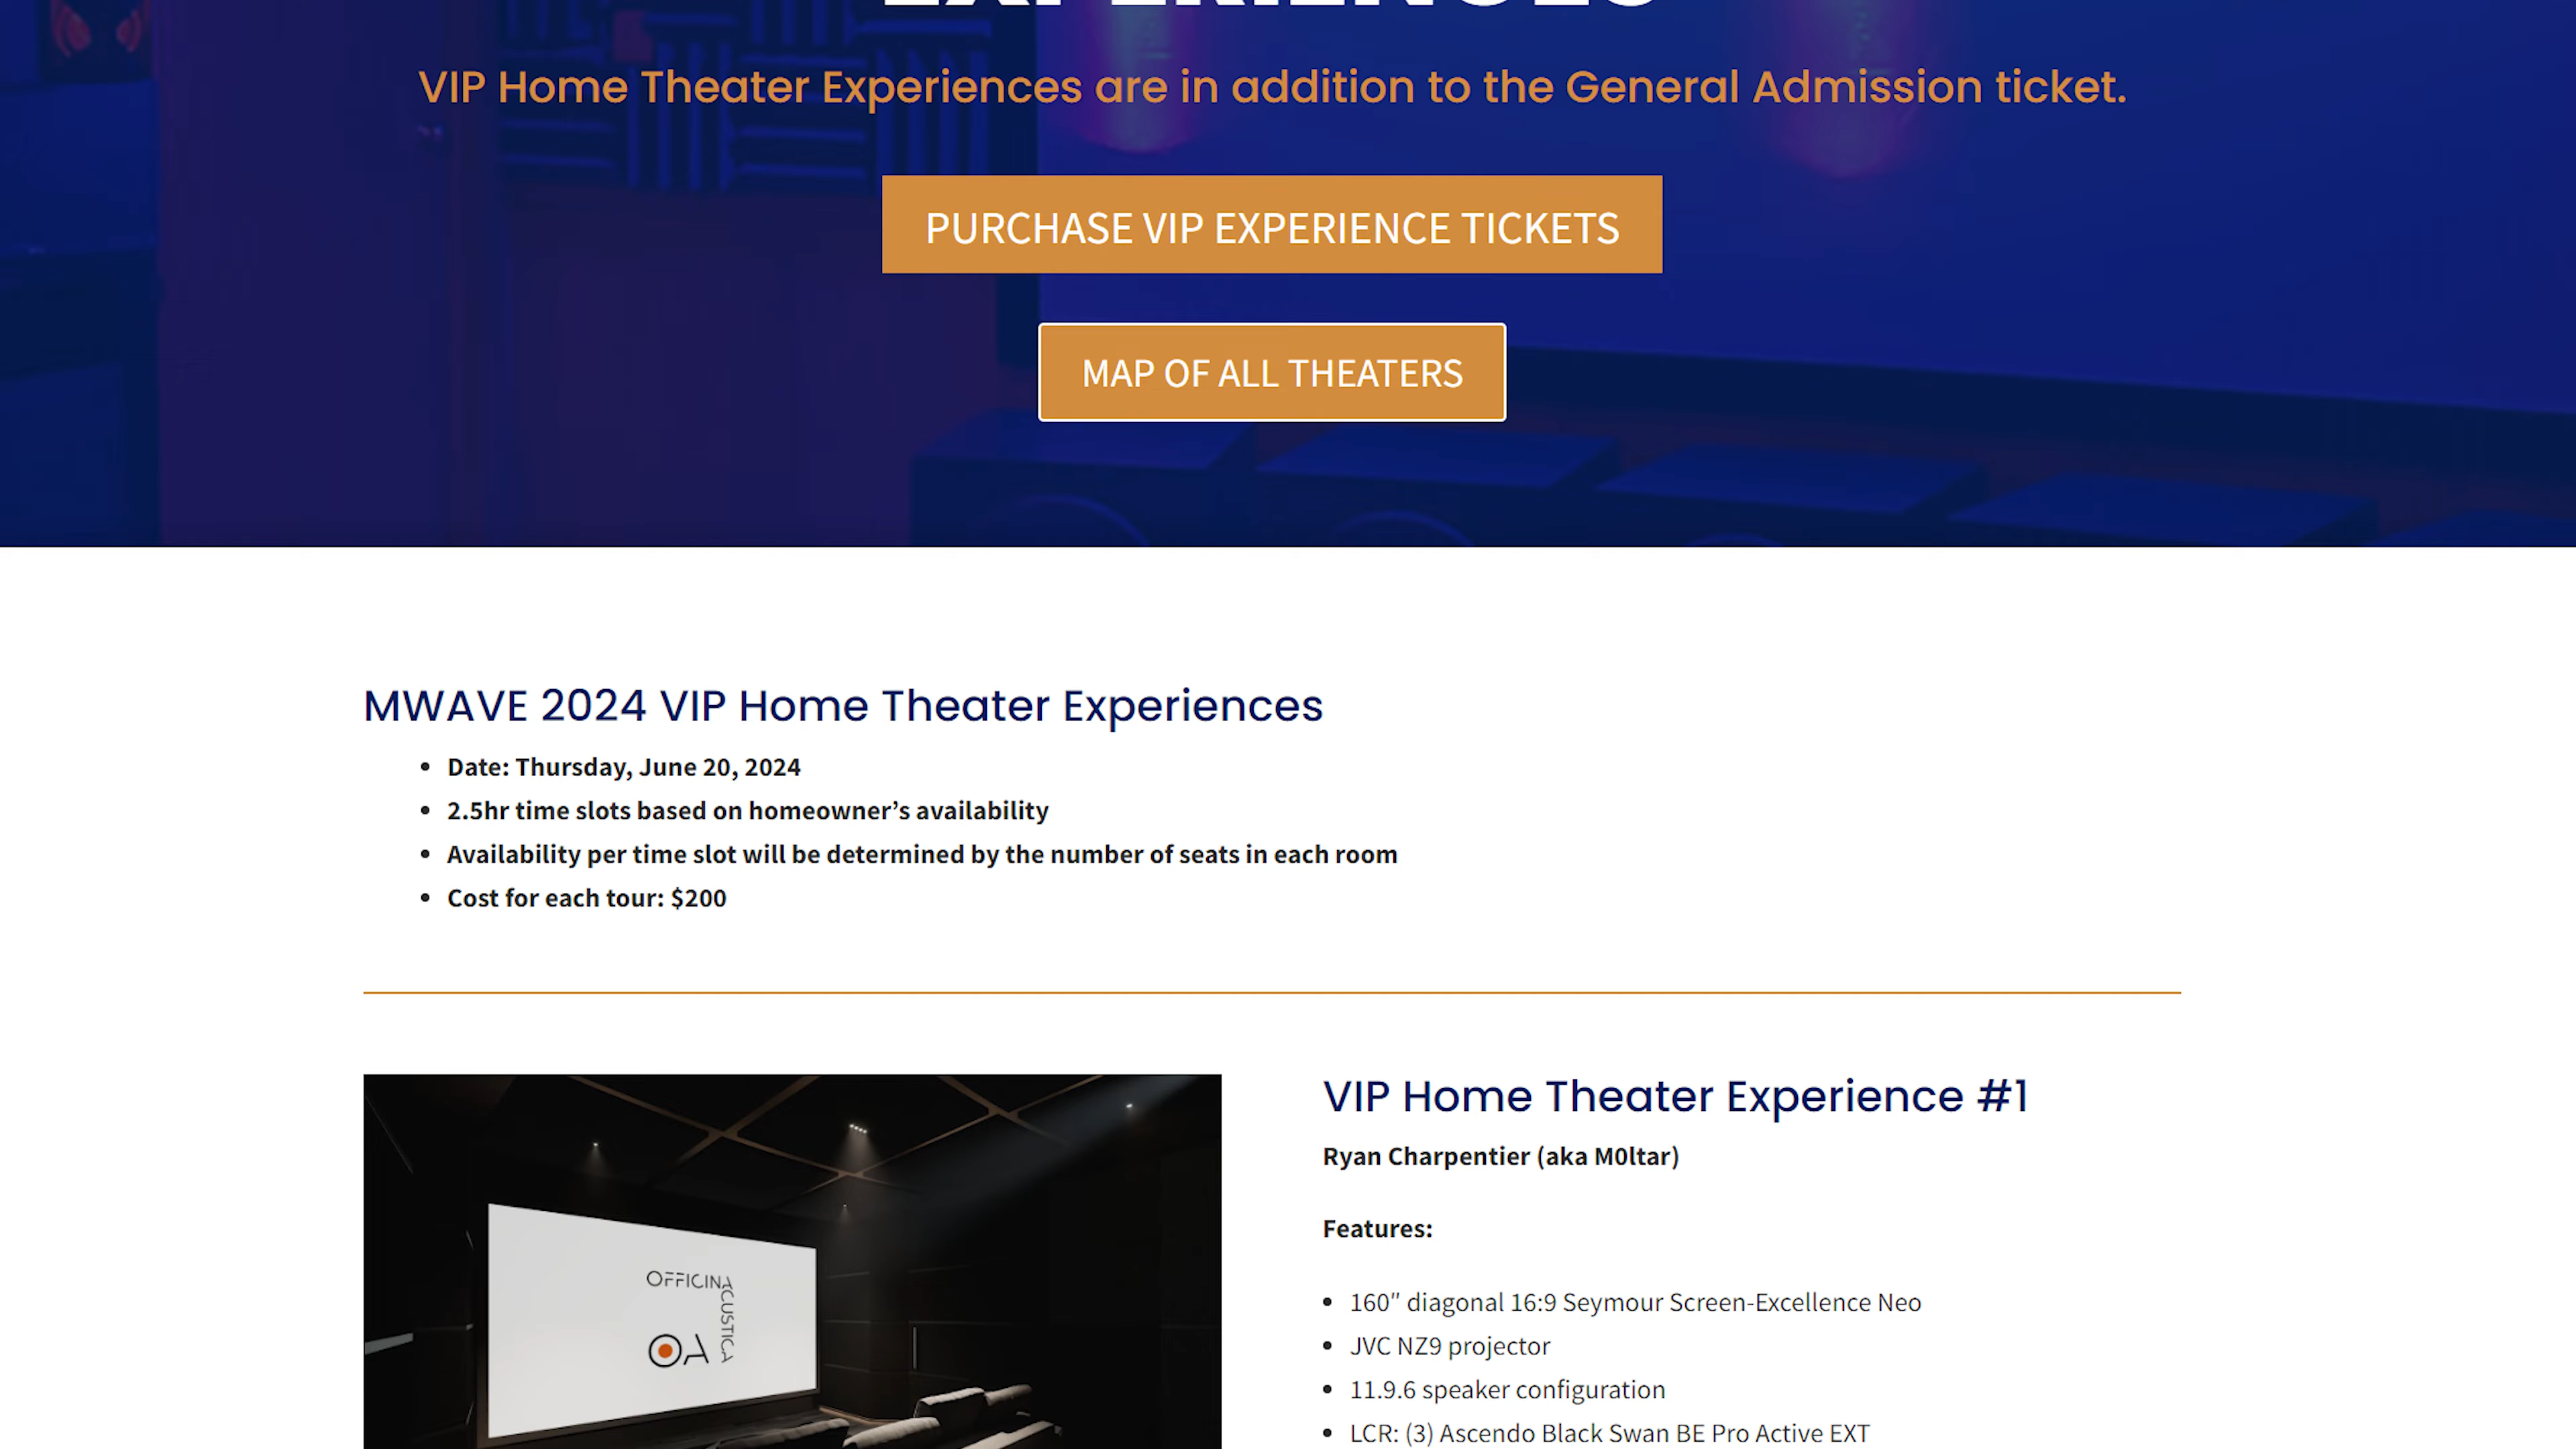 EXPERIENCES
VIP Home Theater Experiences are in addition to the General Admission ticket.
PURCHASE VIP EXPERIENCE TICKETS
MAP OF ALL THEATERS
MWAVE 2024 VIP Home Theater Experiences
• Date: Thursday, June 20, 2024
• 2.5hr time slots based on homeowner’s availability
• Availability per time slot will be determined by the number of seats in each room
• Cost for each tour: $200
OFFICINA
ACUSTICA
OA
VIP Home Theater Experience #1
Ryan Charpentier (aka M0ltar)
Features:
• 160″ diagonal 16:9 Seymour Screen-Excellence Neo
• JVC NZ9 projector
• 11.9.6 speaker configuration
• LCR: (3) Ascendo Black Swan BE Pro Active EXT